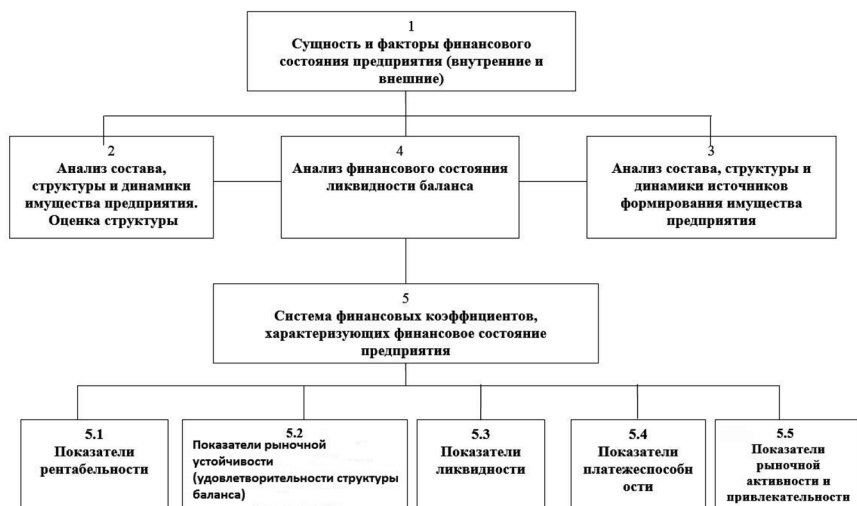 1
Сущность и факторы финансового
состояния предприятия (внутренние и
внешние)
2
Анализ состава,
структуры и динамики
имущества предприятия.
Оценка структуры
4
Анализ финансового состояния
ликвидности баланса
3
Анализ состава, структуры и
динамики источников
формирования имущества
предприятия
5
Система финансовых коэффициентов,
характеризующих финансовое состояние
предприятия
5.1
Показатели
рентабельности
5.2
Показатели рыночной
устойчивости
(удовлетворительности структуры
баланса)
5.3
Показатели
ликвидности
5.4
Показатели
платежеспособн
ости
5.5
Показатели
рыночной
активности и
привлекательности